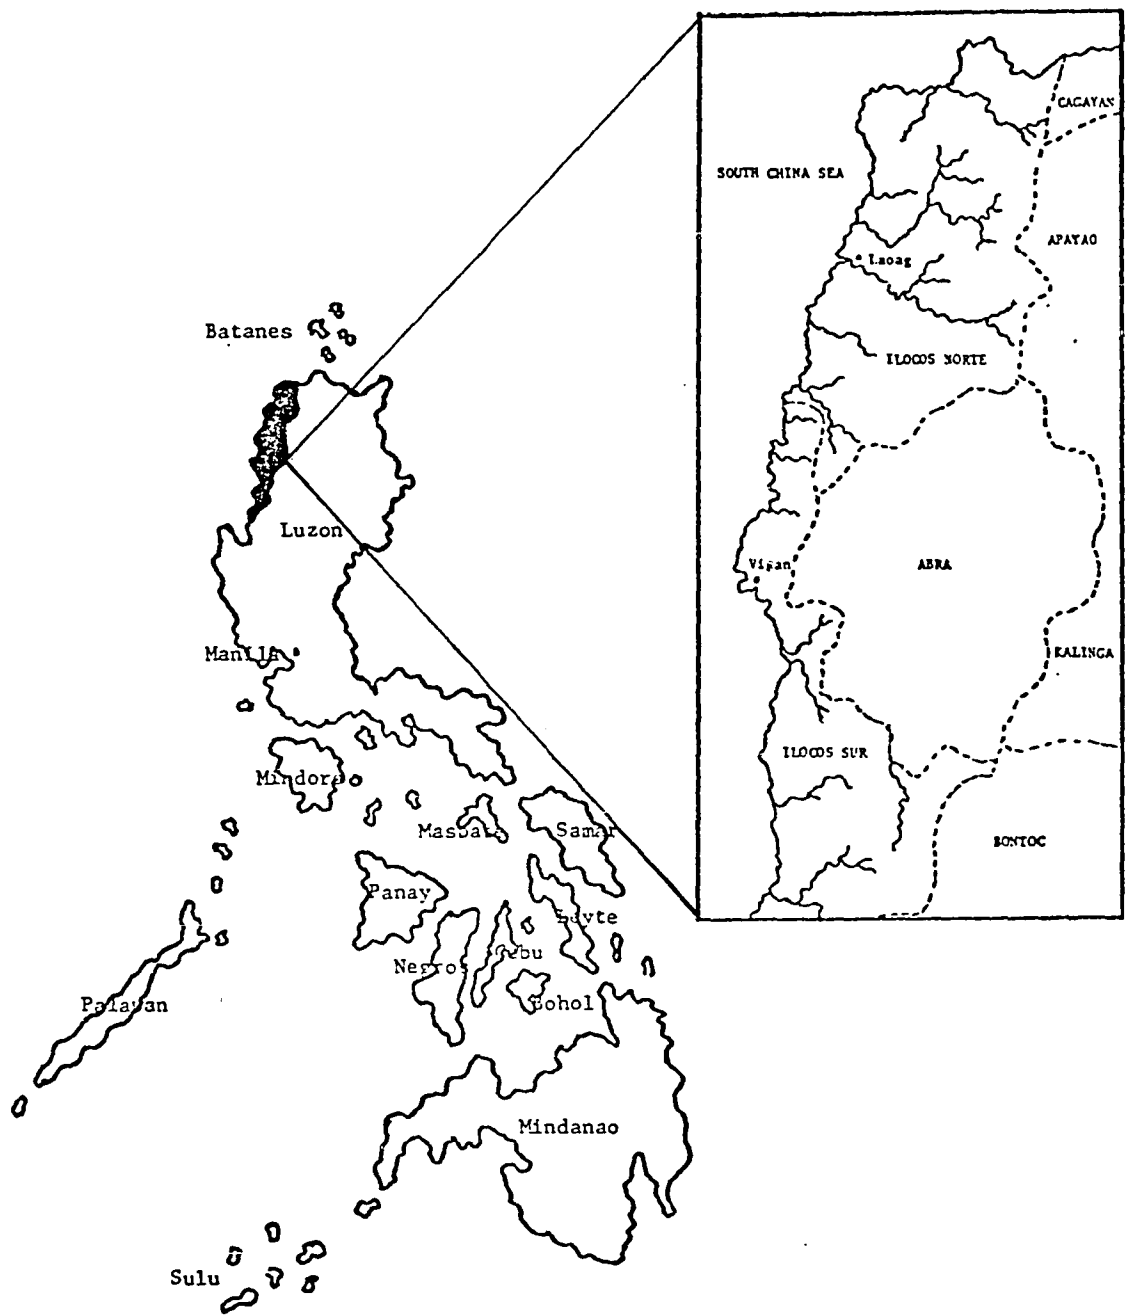 CAGAYAN
SOUTH CHINA SEA
APAYAO
Laoag
Batanes
ILOCOS NORTE
Luzon
Vigan
ABRA
Manila
KALINGA
ILOCOS SUR
Mindoro
Masbate
Samar
BONTOC
Panay
Leyte
Cebu
Negros
Bohol
Palawan
Mindanao
Sulu